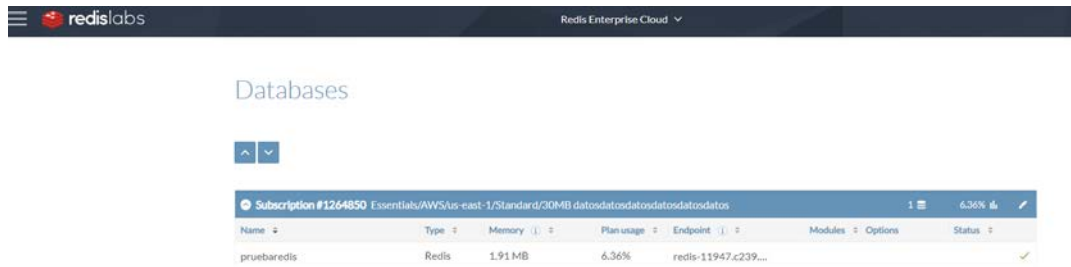 redislabs
Redis Enterprise Cloud
Databases
Subscription #1264850 Essentials/AWS/us-east-1/Standard/30MB datosdatosdatosdatosdatosdatos 1 6.36%
Name Type Memory Plan usage Endpoint Modules Options Status
pruebaredis Redis 1.91 MB 6.36% redis-11947.c239....